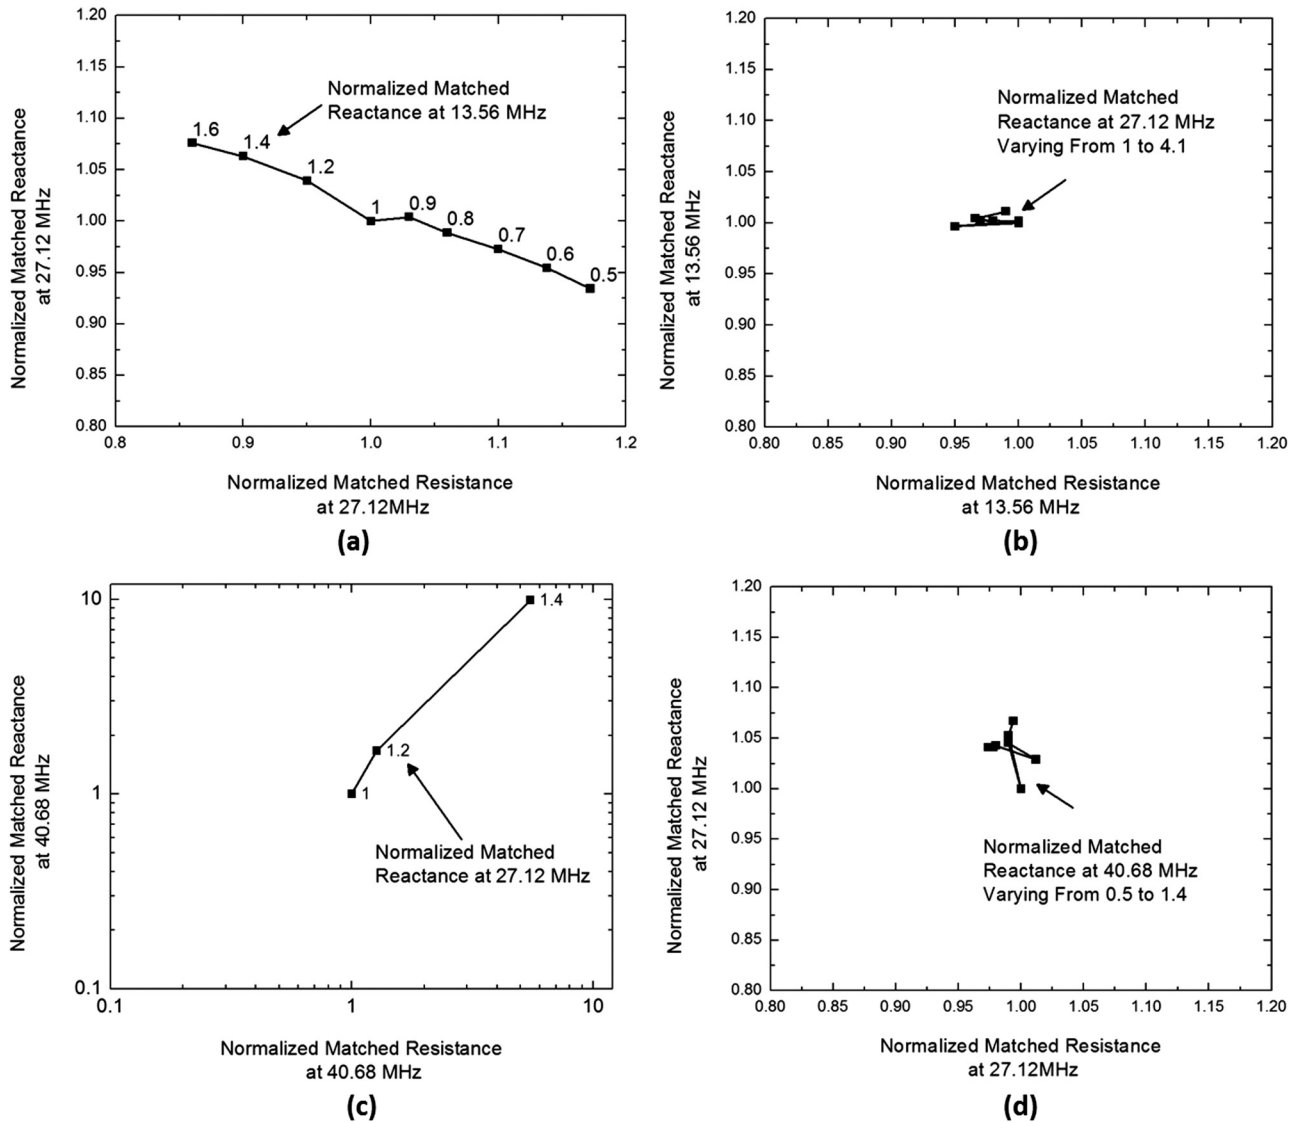 Normalized Matched Reactance
at 27.12 MHz
1.20
1.15
1.10
1.05
1.00
0.95
0.90
0.85
0.80
Normalized Matched
Reactance at 13.56 MHz
1.6
1.4
1.2
1
0.9
0.8
0.7
0.6
0.5
0.8
0.9
1.0
1.1
1.2
Normalized Matched Resistance
at 27.12MHz
(a)
Normalized Matched Reactance
at 13.56 MHz
1.20
1.15
1.10
1.05
1.00
0.95
0.90
0.85
0.80
Normalized Matched
Reactance at 27.12 MHz
Varying From 1 to 4.1
0.80
0.85
0.90
0.95
1.00
1.05
1.10
1.15
1.20
Normalized Matched Resistance
at 13.56 MHz
(b)
Normalized Matched Reactance
at 40.68 MHz
10
1
0.1
1.4
1.2
1
Normalized Matched
Reactance at 27.12 MHz
0.1
1
10
Normalized Matched Resistance
at 40.68 MHz
(c)
Normalized Matched Reactance
at 27.12 MHz
1.20
1.15
1.10
1.05
1.00
0.95
0.90
0.85
0.80
Normalized Matched
Reactance at 40.68 MHz
Varying From 0.5 to 1.4
0.80
0.85
0.90
0.95
1.00
1.05
1.10
1.15
1.20
Normalized Matched Resistance
at 27.12MHz
(d)